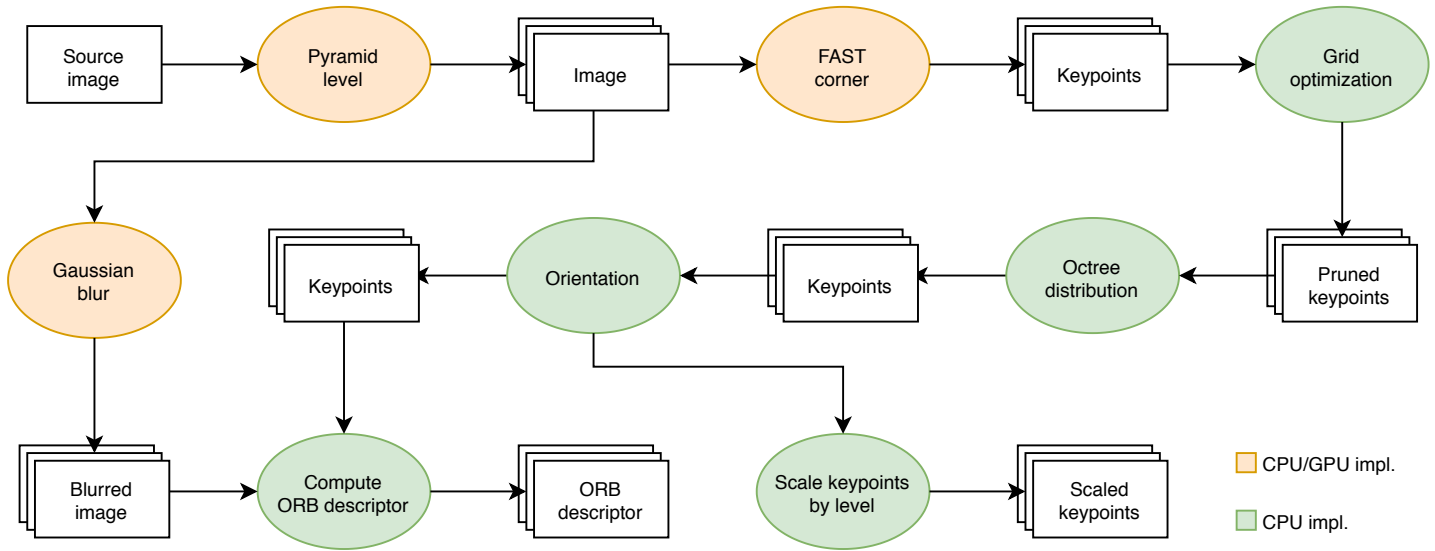 Source
image
Pyramid
level
Image
FAST
corner
Keypoints
Grid
optimization
Gaussian
blur
Keypoints
Orientation
Keypoints
Octree
distribution
Pruned
keypoints
Blurred
image
Compute
ORB descriptor
ORB
descriptor
Scale keypoints
by level
Scaled
keypoints
CPU/GPU impl.
CPU impl.